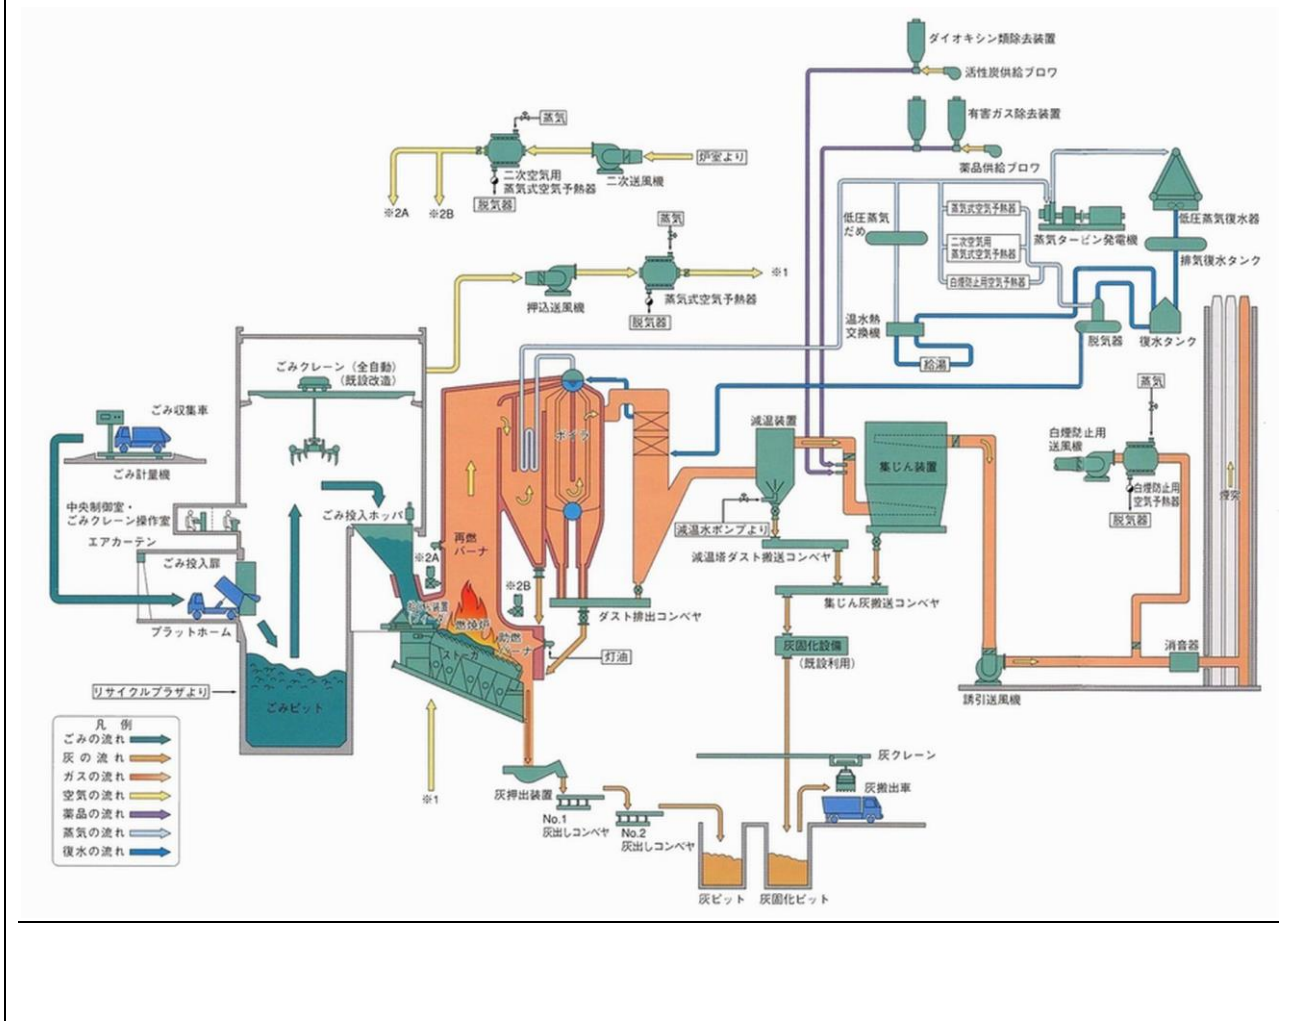 ダイオキシン類除去装置
活性炭供給ブロワ
有害ガス除去装置
薬品供給ブロワ
蒸気
炉室より
二次空気用
蒸気式空気予熱器
二次送風機
脱気器
※2A
※2B
蒸気
※1
押込送風機
蒸気式空気予熱器
脱気器
低圧蒸気
だめ
蒸気式空気予熱器
二次空気用
蒸気式空気予熱器
白煙防止用空気予熱器
蒸気タービン発電機
低圧蒸気復水器
排気復水タンク
温水熱
交換機
給湯
脱気器
復水タンク
ごみクレーン（全自動）
（既設改造）
ごみ収集車
ごみ計量機
中央制御室・
ごみクレーン操作室
エアカーテン
ごみ投入扉
プラットホーム
ごみ投入ホッパ
※2A
再燃
バーナ
ボイラ
※2B
燃焼炉
助燃
バーナ
ストーカ
灯油
ダスト排出コンベヤ
減温装置
減温水ポンプより
減温塔ダスト搬送コンベヤ
集じん装置
集じん灰搬送コンベヤ
灰固化設備
（既設利用）
蒸気
白煙防止用
送風機
白煙防止用
空気予熱器
脱気器
煙突
消音器
誘引送風機
リサイクルプラザより
ごみピット
凡例
ごみの流れ
灰の流れ
ガスの流れ
空気の流れ
薬品の流れ
蒸気の流れ
復水の流れ
※1
灰押出装置
No.1
灰出しコンベヤ
No.2
灰出しコンベヤ
灰クレーン
灰搬出車
灰ピット
灰固化ピット